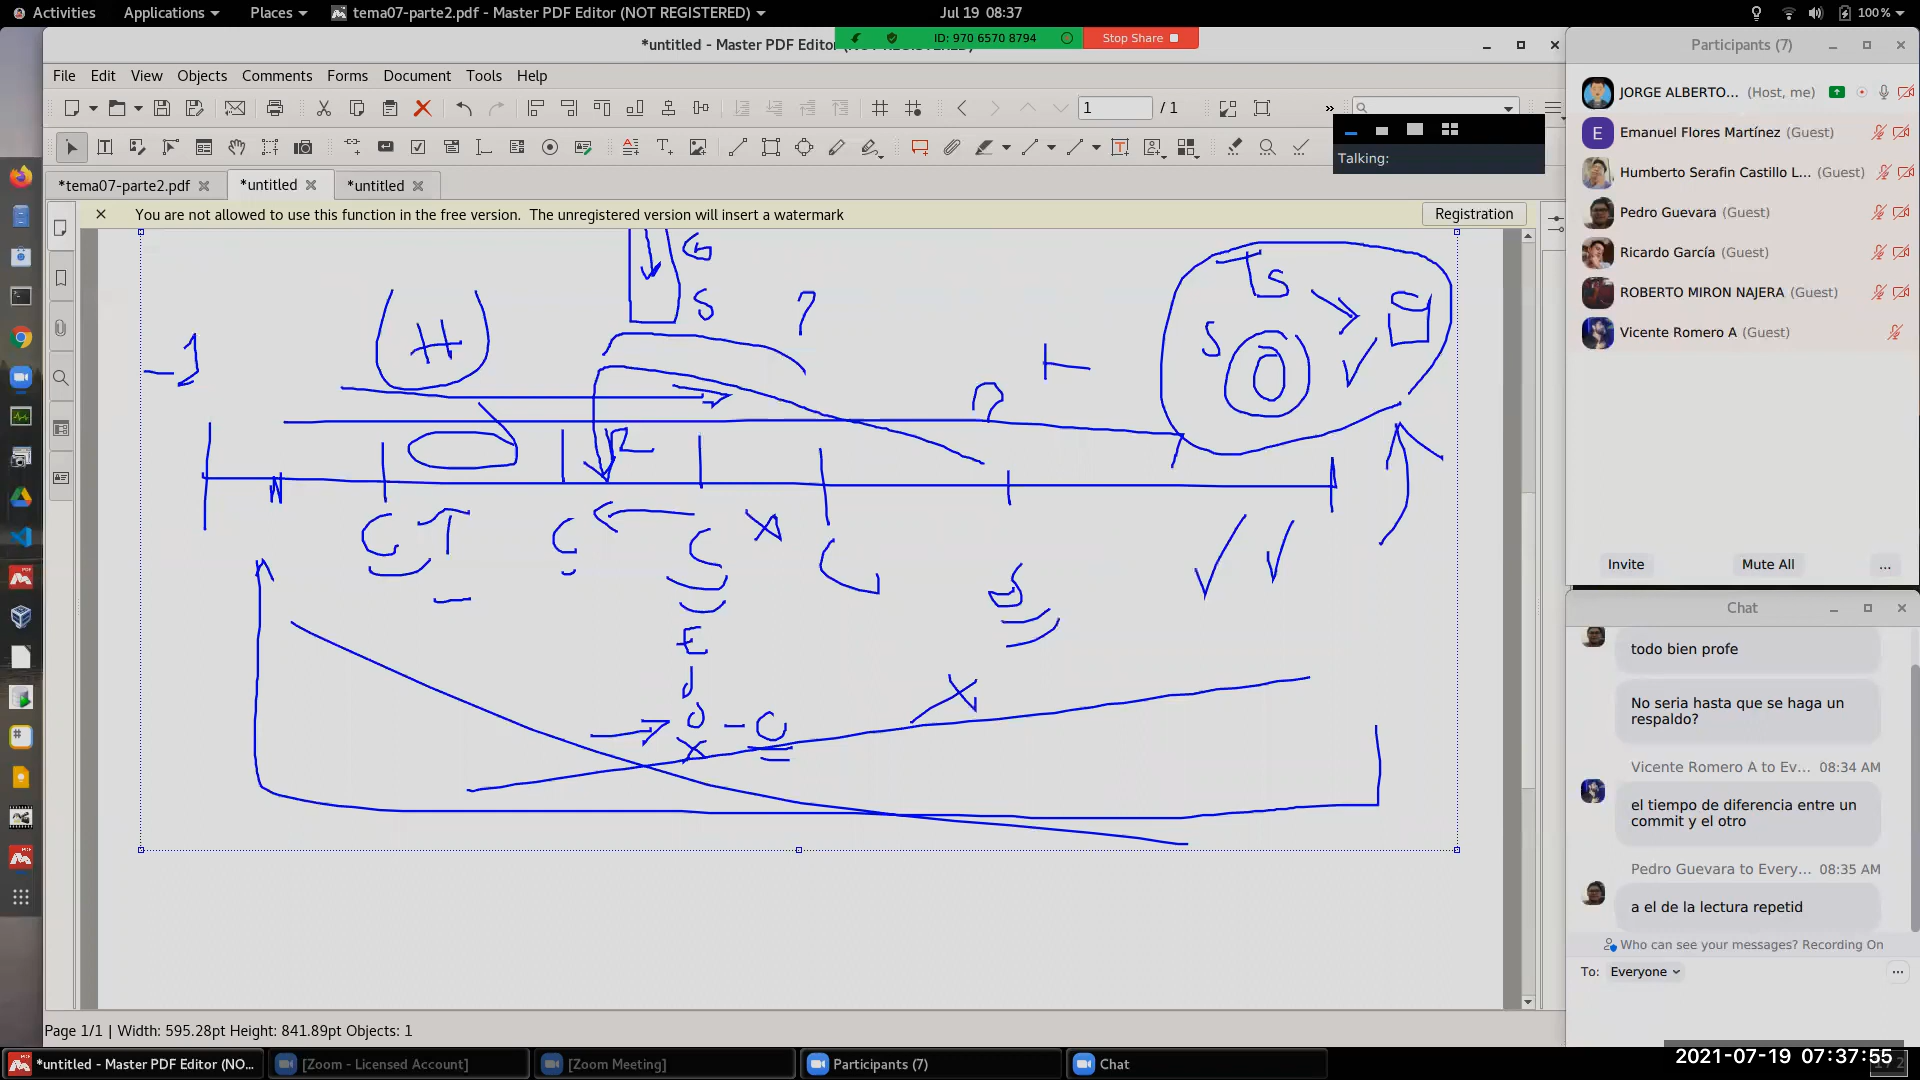 Activities
Applications
Places
tema07-parte2.pdf - Master PDF Editor (NOT REGISTERED)
Jul 19 08:37
100%
*untitled - Master PDF Editor
ID: 970 6570 8794
Stop Share
File Edit View Objects Comments Forms Document Tools Help
1 / 1
Talking:
*tema07-parte2.pdf
*untitled
*untitled
You are not allowed to use this function in the free version. The unregistered version will insert a watermark
Registration
G
S
?
H
-1
Ts
S
O
R
C T
C
C
S
E
d
o - C
Page 1/1 | Width: 595.28pt Height: 841.89pt Objects: 1
Participants (7)
JORGE ALBERTO... (Host, me)
E
Emanuel Flores Martínez (Guest)
Humberto Serafin Castillo L... (Guest)
Pedro Guevara (Guest)
Ricardo García (Guest)
ROBERTO MIRON NAJERA (Guest)
Vicente Romero A (Guest)
Invite
Mute All
...
Chat
todo bien profe
No seria hasta que se haga un
respaldo?
Vicente Romero A to Ev... 08:34 AM
el tiempo de diferencia entre un
commit y el otro
Pedro Guevara to Every... 08:35 AM
a el de la lectura repetid
Who can see your messages? Recording On
To: Everyone
*untitled - Master PDF Editor (NO...
[Zoom - Licensed Account]
[Zoom Meeting]
Participants (7)
Chat
2021-07-19 07:37:55